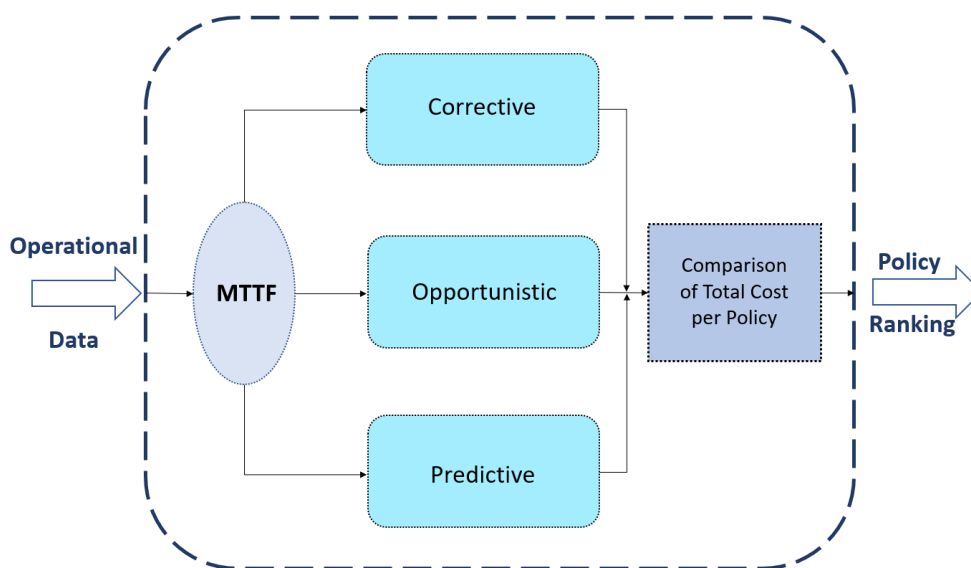 Operational
Data
MTTF
Corrective
Opportunistic
Predictive
Comparison
of Total Cost
per Policy
Policy
Ranking